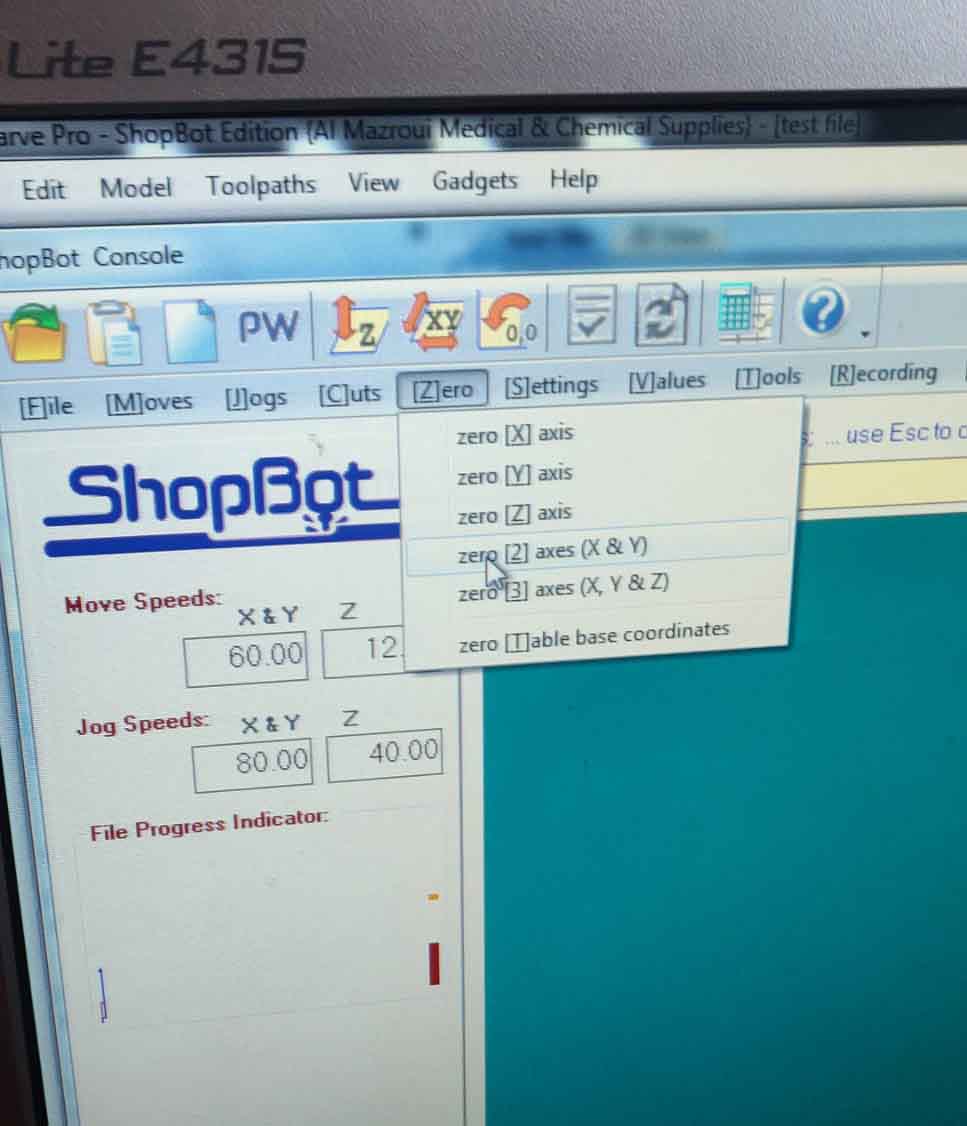 Lite E431S
arve Pro - ShopBot Edition {Al Mazroui Medical & Chemical Supplies} - [test file]
Edit Model Toolpaths View Gadgets Help
hopBot Console
PW Z XY 0,0 ?
[F]ile [M]oves [J]ogs [C]uts [Z]ero [S]ettings [V]alues [T]ools [R]ecording
zero [X] axis
s; ... use Esc to c
zero [Y] axis
zero [Z] axis
zero [2] axes (X & Y)
zero [3] axes (X, Y & Z)
zero [T]able base coordinates
ShopBot
Move Speeds:
X & Y Z
60.00 12.
Jog Speeds:
X & Y Z
80.00 40.00
File Progress Indicator: